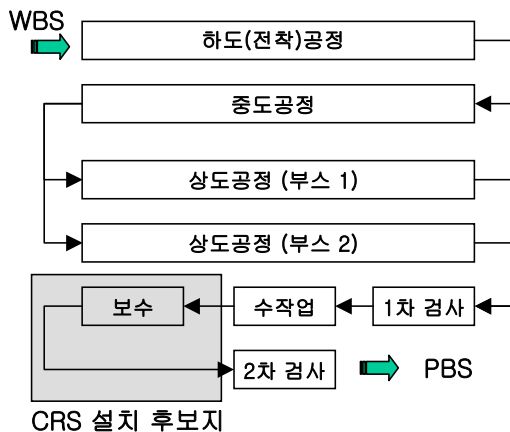 WBS
하도(전착)공정
중도공정
상도공정 (부스 1)
상도공정 (부스 2)
보수
수작업
1차 검사
2차 검사
PBS
CRS 설치 후보지